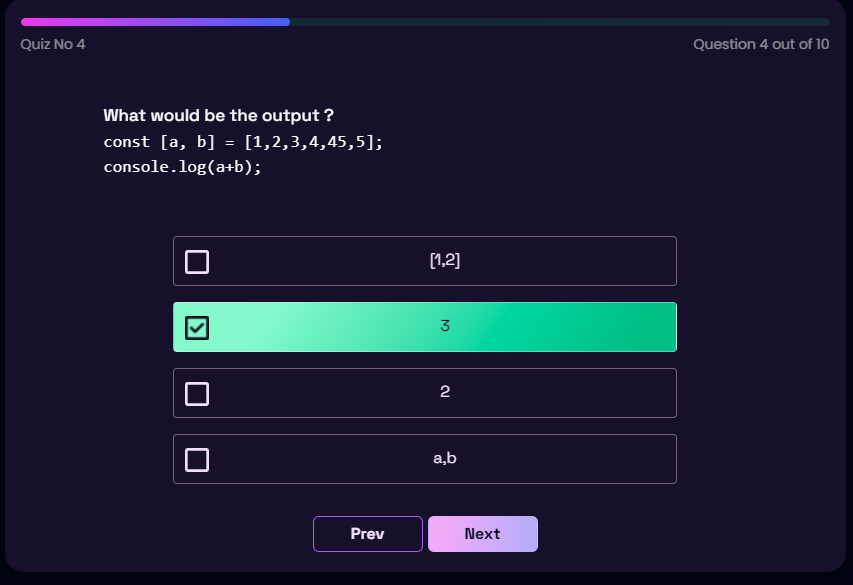 Quiz No 4
Question 4 out of 10
What would be the output ?
const [a, b] = [1,2,3,4,45,5];
console.log(a+b);
[1,2]
3
2
a,b
Prev
Next